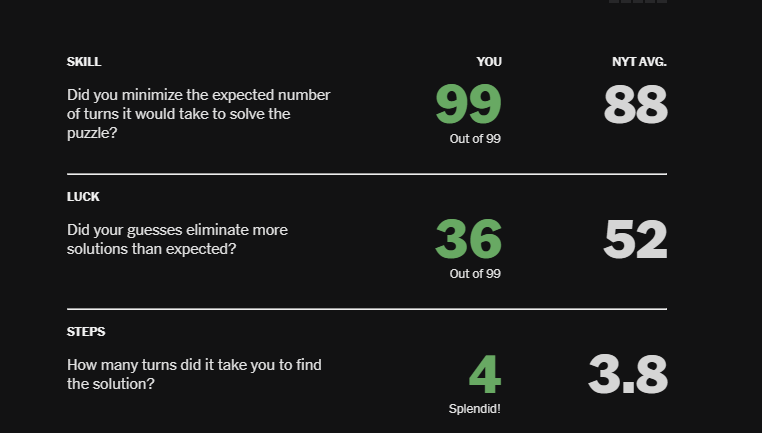 SKILL YOU NYT AVG.
Did you minimize the expected number
of turns it would take to solve the
puzzle?
99 88
Out of 99
LUCK
Did your guesses eliminate more
solutions than expected?
36 52
Out of 99
STEPS
How many turns did it take you to find
the solution?
4 3.8
Splendid!